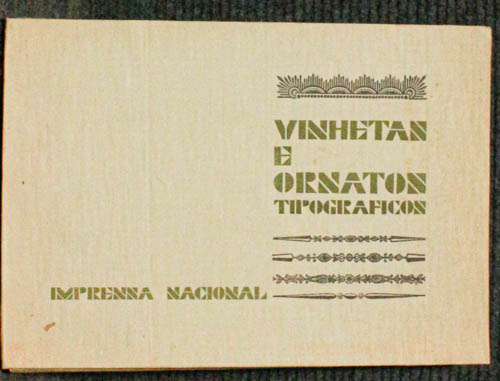 VINHETAS
E
ORNATOS
TIPOGRAFICOS
IMPRENSA NACIONAL